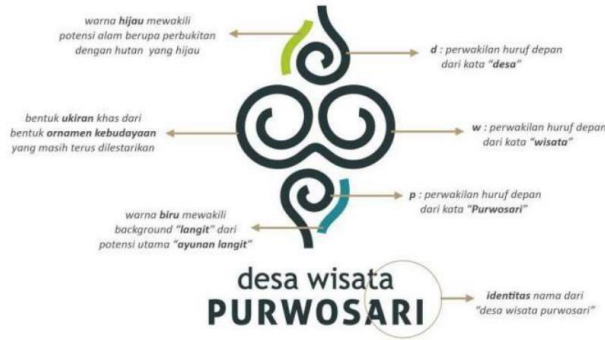 warna hijau mewakili
potensi alam berupa perbukitan
dengan hutan yang hijau
d : perwakilan huruf depan
dari kata "desa"
bentuk ukiran khas dari
bentuk ornamen kebudayaan
yang masih terus dilestarikan
w : perwakilan huruf depan
dari kata "wisata"
p : perwakilan huruf depan
dari kata "Purwosari"
warna biru mewakili
background "langit" dari
potensi utama "ayunan langit"
desa wisata
PURWOSARI
identitas nama dari
"desa wisata purwosari"